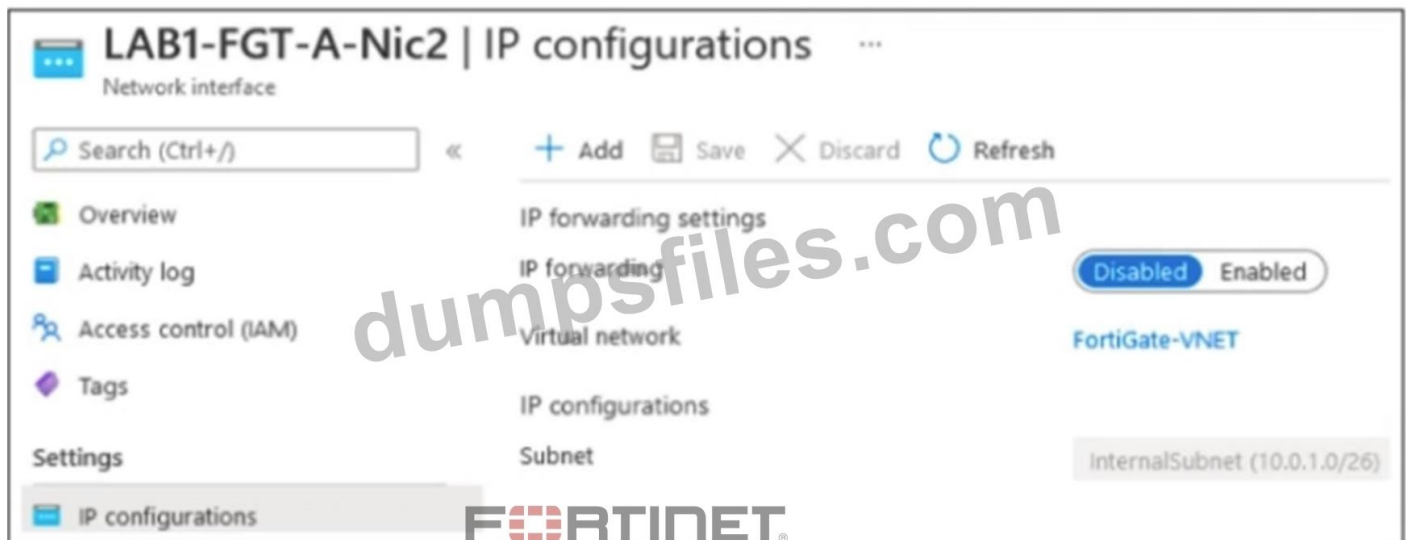 LAB1-FGT-A-Nic2 | IP configurations ...
Network interface
Search (Ctrl+/) «
+ Add Save Discard Refresh
Overview
Activity log
Access control (IAM)
Tags
Settings
IP configurations
IP forwarding settings
IP forwarding Disabled Enabled
Virtual network FortiGate-VNET
IP configurations
Subnet InternalSubnet (10.0.1.0/26)
dumpsfiles.com
FORTINET®